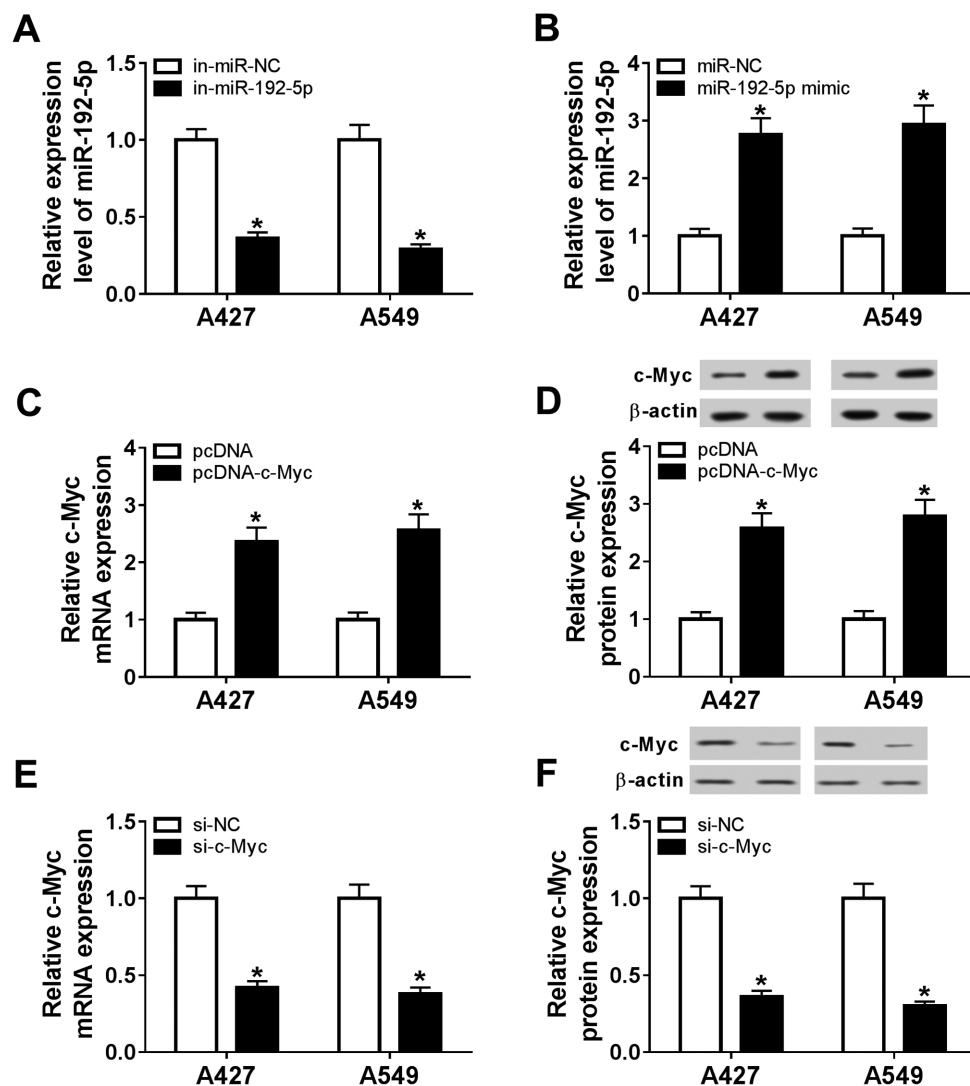 A
Relative expression
level of miR-192-5p
in-miR-NC
in-miR-192-5p
1.5
1.0
0.5
0.0
*
*
A427
A549
B
Relative expression
level of miR-192-5p
miR-NC
miR-192-5p mimic
4
3
2
1
0
*
*
A427
A549
C
Relative c-Myc
mRNA expression
pcDNA
pcDNA-c-Myc
4
3
2
1
0
*
*
A427
A549
D
c-Myc
β-actin
Relative c-Myc
protein expression
pcDNA
pcDNA-c-Myc
4
3
2
1
0
*
*
A427
A549
E
Relative c-Myc
mRNA expression
si-NC
si-c-Myc
1.5
1.0
0.5
0.0
*
*
A427
A549
F
c-Myc
β-actin
Relative c-Myc
protein expression
si-NC
si-c-Myc
1.5
1.0
0.5
0.0
*
*
A427
A549